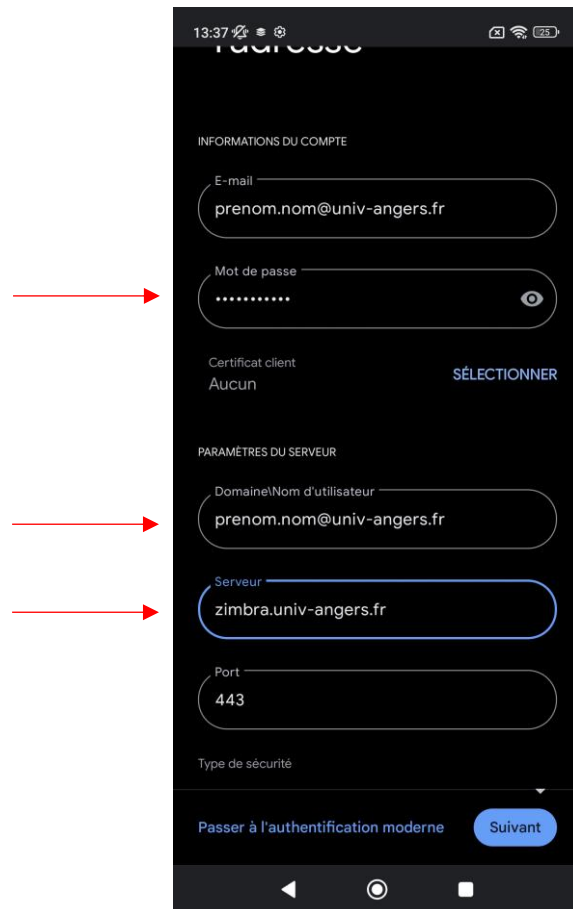 13:37
25
l'adresse
INFORMATIONS DU COMPTE
E-mail
prenom.nom@univ-angers.fr
Mot de passe
•••••••••••
Certificat client
Aucun
SÉLECTIONNER
PARAMÈTRES DU SERVEUR
Domaine\Nom d'utilisateur
prenom.nom@univ-angers.fr
Serveur
zimbra.univ-angers.fr
Port
443
Type de sécurité
Passer à l'authentification moderne
Suivant